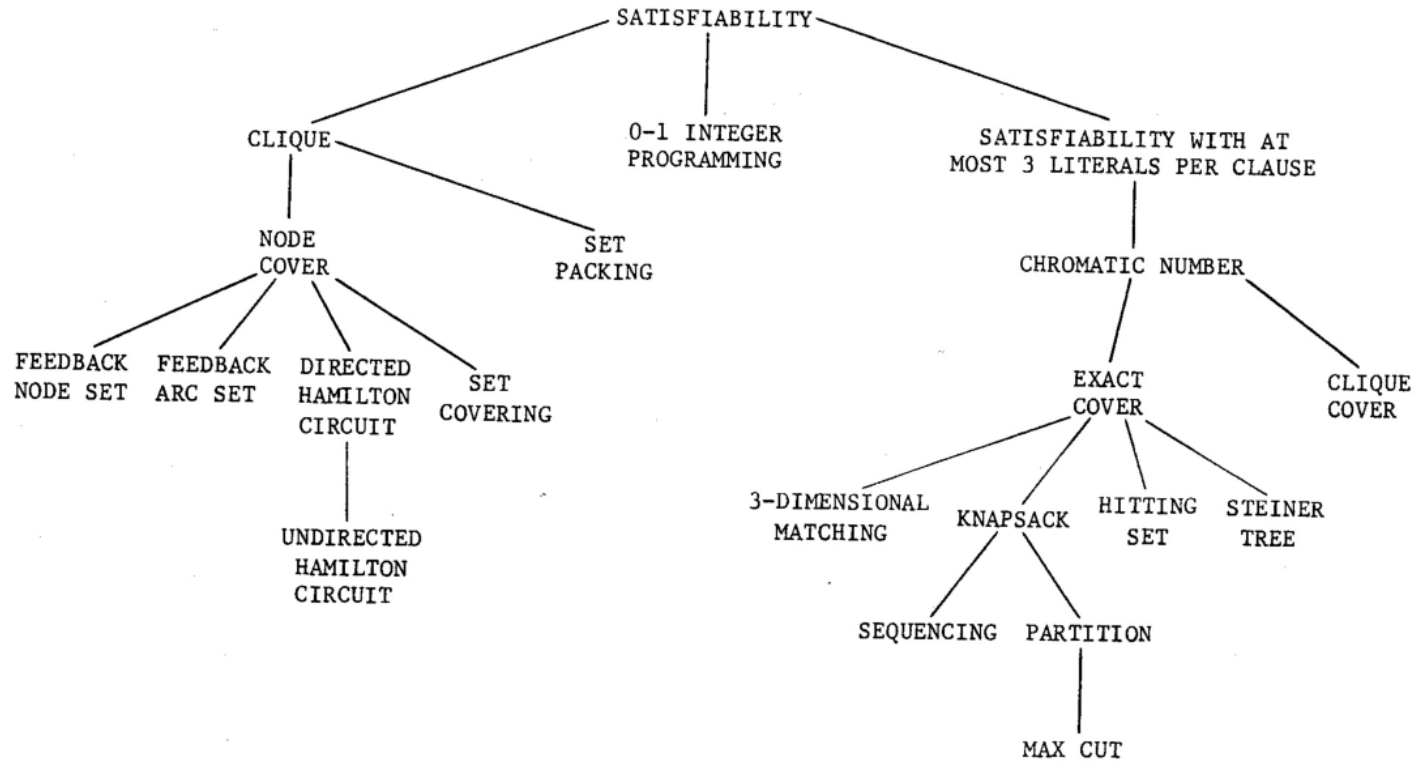 SATISFIABILITY
CLIQUE
0-1 INTEGER
PROGRAMMING
SATISFIABILITY WITH AT
MOST 3 LITERALS PER CLAUSE
NODE
COVER
SET
PACKING
CHROMATIC NUMBER
FEEDBACK
NODE SET
FEEDBACK
ARC SET
DIRECTED
HAMILTON
CIRCUIT
SET
COVERING
EXACT
COVER
CLIQUE
COVER
3-DIMENSIONAL
MATCHING
KNAPSACK
HITTING
SET
STEINER
TREE
UNDIRECTED
HAMILTON
CIRCUIT
SEQUENCING
PARTITION
MAX CUT